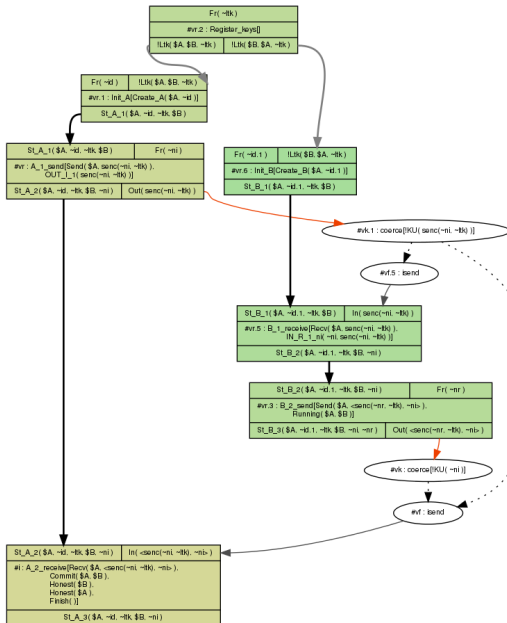 Fr( ~ltk )
#vr.2 : Register_keys[]
!Ltk( $A, $B, ~ltk ) !Ltk( $B, $A, ~ltk )
Fr( ~id ) !Ltk( $A, $B, ~ltk )
#vr.1 : Init_A[Create_A( $A, ~id )]
St_A_1( $A, ~id, ~ltk, $B )
St_A_1( $A, ~id, ~ltk, $B ) Fr( ~ni )
#vr : A_1_send[Send( $A, senc(~ni, ~ltk) ),
OUT_I_1( senc(~ni, ~ltk) )]
St_A_2( $A, ~id, ~ltk, $B, ~ni ) Out( senc(~ni, ~ltk) )
Fr( ~id.1 ) !Ltk( $B, $A, ~ltk )
#vr.6 : Init_B[Create_B( $A, ~id.1 )]
St_B_1( $A, ~id.1, ~ltk, $B )
#vk.1 : coerce[!KU( senc(~ni, ~ltk) )]
#vf.5 : isend
St_B_1( $A, ~id.1, ~ltk, $B ) In( senc(~ni, ~ltk) )
#vr.5 : B_1_receive[Recv( $A, senc(~ni, ~ltk) ),
IN_R_1_ni( ~ni, senc(~ni, ~ltk) )]
St_B_2( $A, ~id.1, ~ltk, $B, ~ni )
St_B_2( $A, ~id.1, ~ltk, $B, ~ni ) Fr( ~nr )
#vr.3 : B_2_send[Send( $A, <senc(~nr, ~ltk), ~ni> ),
Running( $A, $B )]
St_B_3( $A, ~id.1, ~ltk, $B, ~ni, ~nr ) Out( <senc(~nr, ~ltk), ~ni> )
#vk : coerce[!KU( ~ni )]
#vf : isend
St_A_2( $A, ~id, ~ltk, $B, ~ni ) In( <senc(~ni, ~ltk), ~ni> )
#i : A_2_receive[Recv( $A, <senc(~ni, ~ltk), ~ni> ),
Commit( $A, $B ),
Honest( $B ),
Honest( $A ),
Finish( )]
St_A_3( $A, ~id, ~ltk, $B, ~ni )